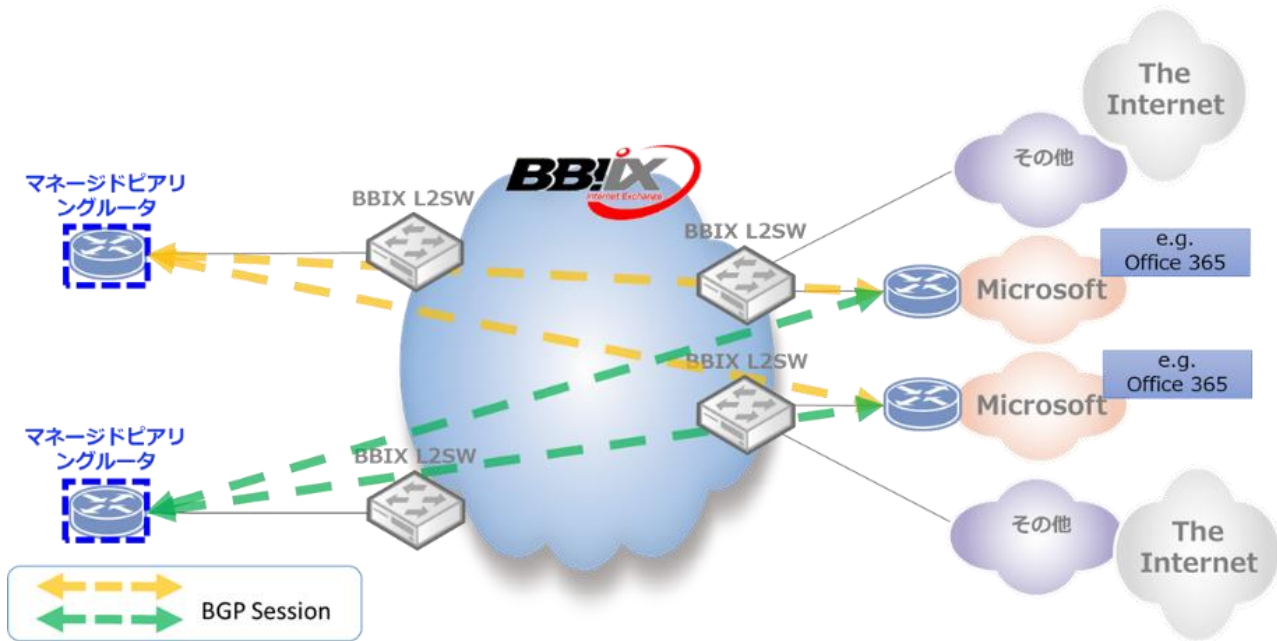 The
Internet
その他
BB!iX
Internet Exchange
マネージドピアリ
ングルータ
BBIX L2SW
BBIX L2SW
e.g.
Office 365
Microsoft
BBIX L2SW
e.g.
Office 365
Microsoft
マネージドピアリ
ングルータ
BBIX L2SW
その他
The
Internet
BGP Session